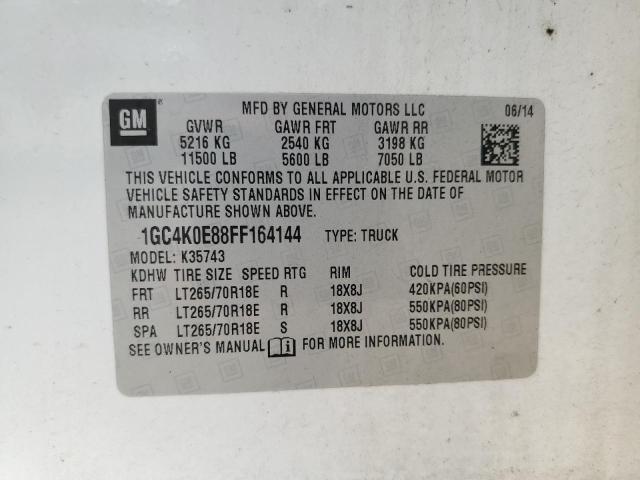 GM MFD BY GENERAL MOTORS LLC 06/14
GVWR GAWR FRT GAWR RR
5216 KG 2540 KG 3198 KG
11500 LB 5600 LB 7050 LB
THIS VEHICLE CONFORMS TO ALL APPLICABLE U.S. FEDERAL MOTOR
VEHICLE SAFETY STANDARDS IN EFFECT ON THE DATE OF
MANUFACTURE SHOWN ABOVE.
1GC4K0E88FF164144 TYPE: TRUCK
MODEL: K35743
KDHW TIRE SIZE SPEED RTG RIM COLD TIRE PRESSURE
FRT LT265/70R18E R 18X8J 420KPA(60PSI)
RR LT265/70R18E R 18X8J 550KPA(80PSI)
SPA LT265/70R18E S 18X8J 550KPA(80PSI)
SEE OWNER'S MANUAL FOR MORE INFORMATION.